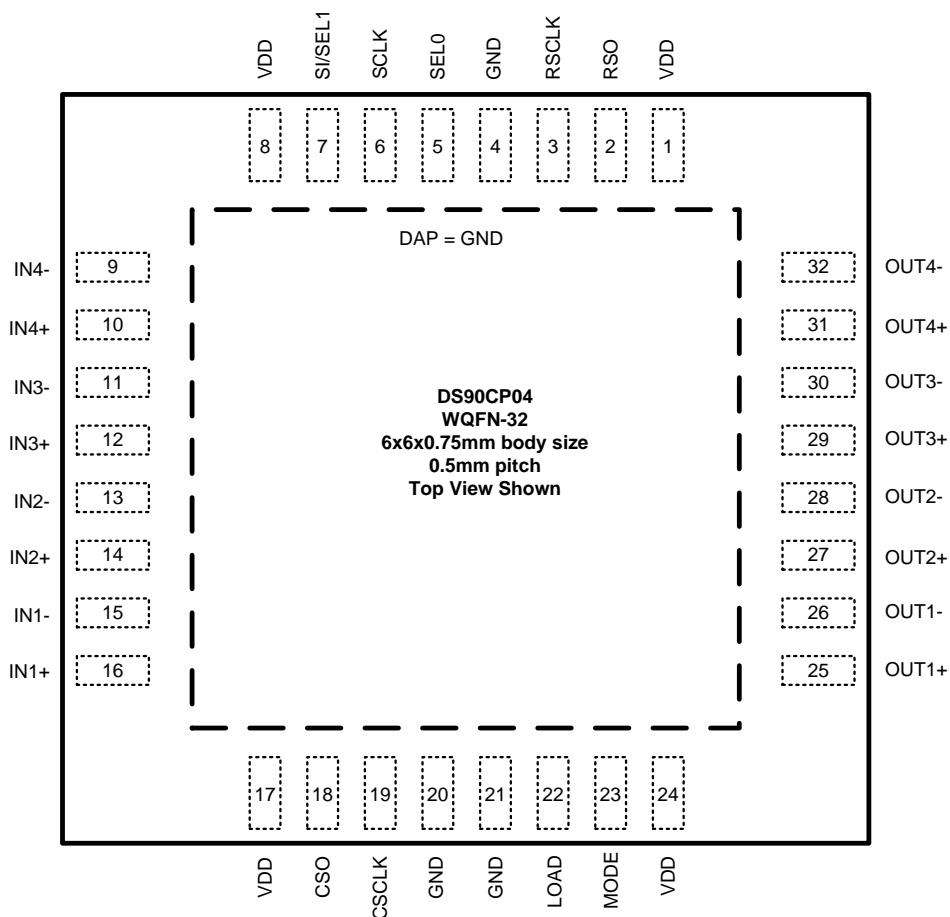 VDD
SI/SEL1
SCLK
SEL0
GND
RSCLK
RSO
VDD
8
7
6
5
4
3
2
1
DAP = GND
IN4-
9
32
OUT4-
IN4+
10
31
OUT4+
IN3-
11
30
OUT3-
IN3+
12
29
OUT3+
IN2-
13
28
OUT2-
IN2+
14
27
OUT2+
IN1-
15
26
OUT1-
IN1+
16
25
OUT1+
DS90CP04
WQFN-32
6x6x0.75mm body size
0.5mm pitch
Top View Shown
17
18
19
20
21
22
23
24
VDD
CSO
CSCLK
GND
GND
LOAD
MODE
VDD